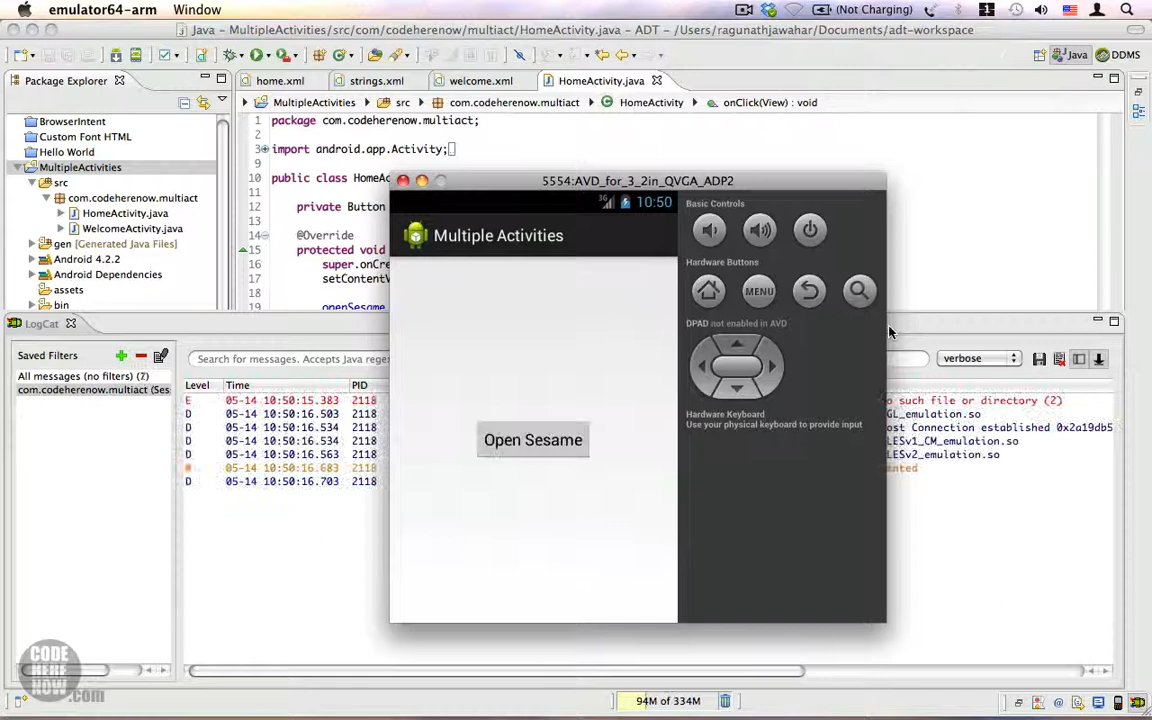 emulator64-arm Window
(Not Charging)
Java - MultipleActivities/src/com/codeherenow/multiact/HomeActivity.java - ADT - /Users/ragunathjawahar/Documents/adt-workspace
Java DDMS
Package Explorer
home.xml strings.xml welcome.xml HomeActivity.java
MultipleActivities src com.codeherenow.multiact HomeActivity onClick(View) : void
BrowserIntent
Custom Font HTML
Hello World
MultipleActivities
src
com.codeherenow.multiact
HomeActivity.java
WelcomeActivity.java
gen [Generated Java Files]
Android 4.2.2
Android Dependencies
assets
bin
1 package com.codeherenow.multiact;
2
3 import android.app.Activity;
10 public class HomeAc
12 private Button
13
14 @Override
15 protected void
16 super.onCre
17 setContentV
18
19 openSesame
5554:AVD_for_3_2in_QVGA_ADP2
3G 10:50
Multiple Activities
Open Sesame
Basic Controls
Hardware Buttons
MENU
DPAD not enabled in AVD
Hardware Keyboard
Use your physical keyboard to provide input
LogCat
Saved Filters
All messages (no filters) (7)
com.codeherenow.multiact (Ses
Search for messages. Accepts Java rege
verbose
Level Time PID
E 05-14 10:50:15.383 2118 o such file or directory (2)
D 05-14 10:50:16.503 2118 GL_emulation.so
D 05-14 10:50:16.534 2118 ost Connection established 0x2a19db5
D 05-14 10:50:16.534 2118 LESv1_CM_emulation.so
D 05-14 10:50:16.563 2118 LESv2_emulation.so
05-14 10:50:16.683 2118 nted
D 05-14 10:50:16.703 2118
94M of 334M
CODE
HERE
NOW
.com